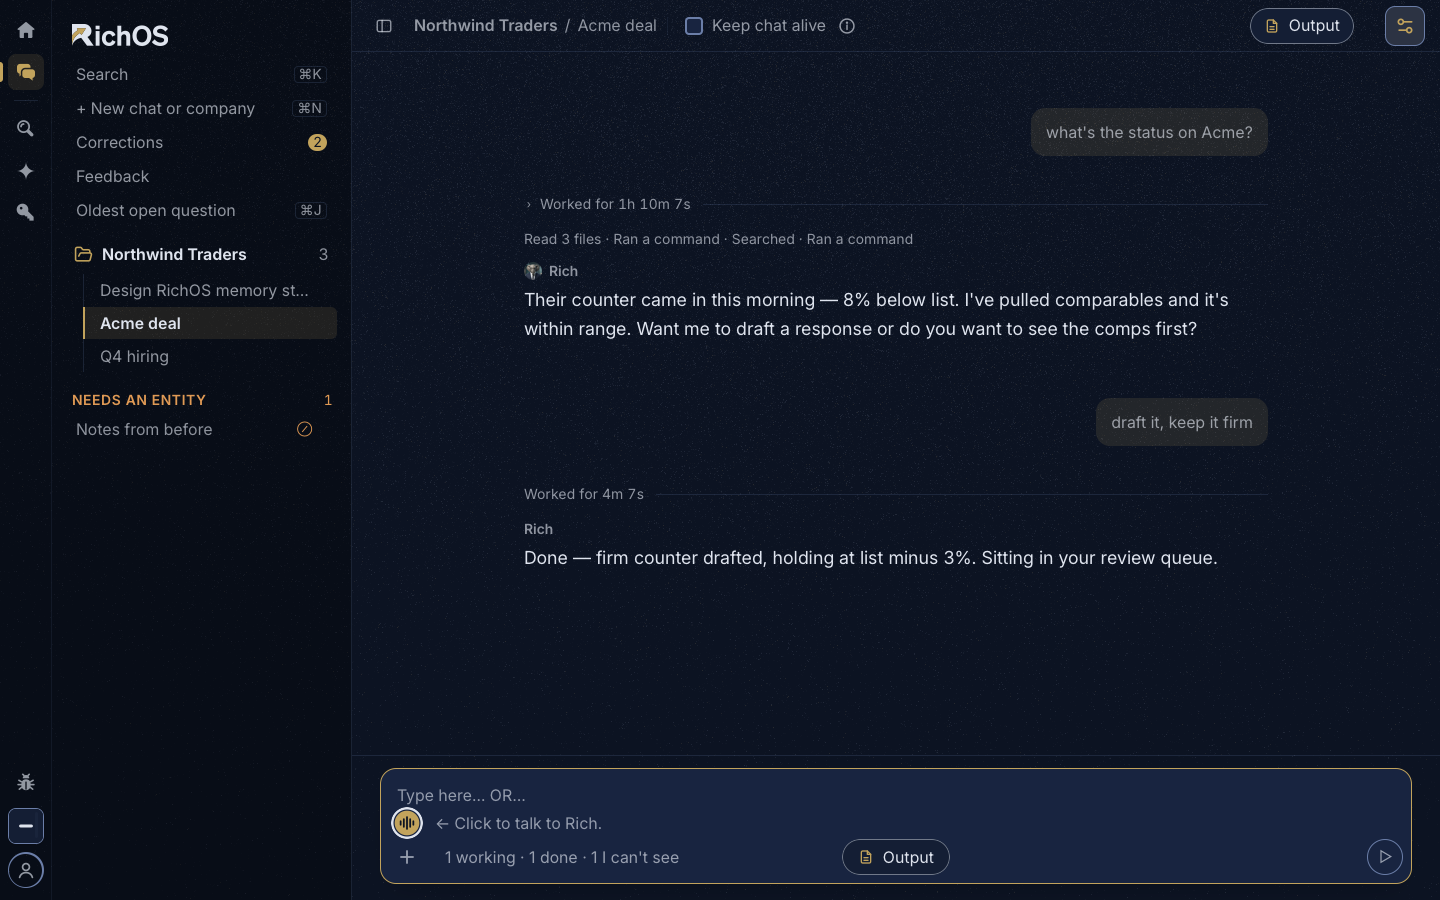 RichOS
Search ⌘K
+ New chat or company ⌘N
Corrections 2
Feedback
Oldest open question ⌘J
Northwind Traders 3
Design RichOS memory st...
Acme deal
Q4 hiring
NEEDS AN ENTITY 1
Notes from before
Northwind Traders / Acme deal Keep chat alive Output
what's the status on Acme?
› Worked for 1h 10m 7s
Read 3 files · Ran a command · Searched · Ran a command
Rich
Their counter came in this morning — 8% below list. I've pulled comparables and it's
within range. Want me to draft a response or do you want to see the comps first?
draft it, keep it firm
Worked for 4m 7s
Rich
Done — firm counter drafted, holding at list minus 3%. Sitting in your review queue.
Type here... OR...
← Click to talk to Rich.
1 working · 1 done · 1 I can't see Output